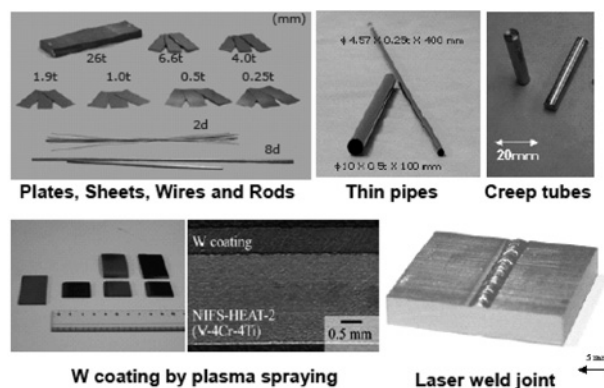 (mm)
26t
6.6t
4.0t
1.9t
1.0t
0.5t
0.25t
2d
8d
Plates, Sheets, Wires and Rods
φ4.57 X 0.25t X 400 mm
φ10 X 0.5t X 100 mm
Thin pipes
20mm
Creep tubes
W coating
NIFS-HEAT-2
(V-4Cr-4Ti)
0.5 mm
W coating by plasma spraying
5 mm
Laser weld joint